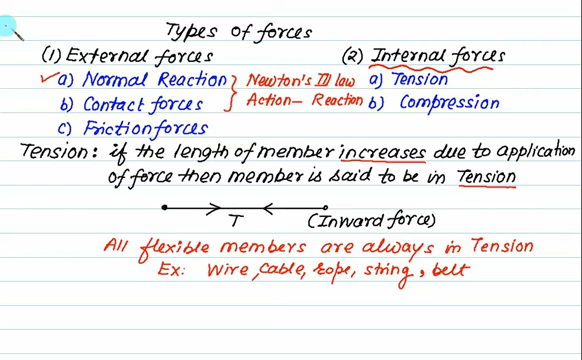 Types of forces
(1) External forces (2) Internal forces
a) Normal Reaction } Newton's III law a) Tension
b) Contact forces Action - Reaction b) Compression
c) Friction forces
Tension: if the length of member increases due to application
of force then member is said to be in Tension
T (Inward force)
All flexible members are always in Tension
Ex: Wire, Cable, rope, string, belt